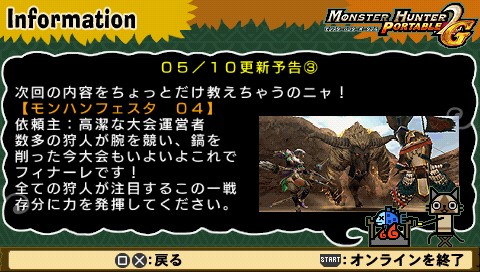 Information
MONSTER HUNTER
PORTABLE 2nd G
０５／１０更新予告③
次回の内容をちょっとだけ教えちゃうのニャ！
【モンハンフェスタ　０４】
依頼主：高潔な大会運営者
数多の狩人が腕を競い、鎬を
削った今大会もいよいよこれで
フィナーレです！
全ての狩人が注目するこの一戦
存分に力を発揮してください。
:戻る
START:オンラインを終了